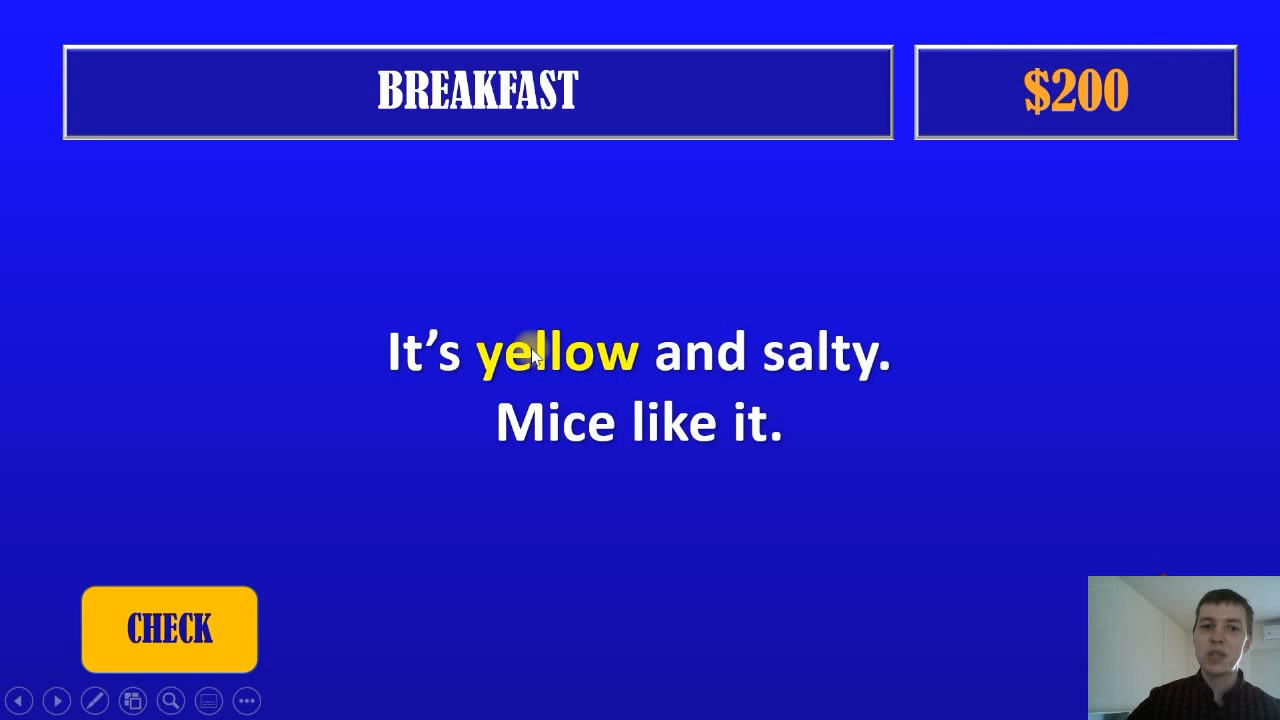 BREAKFAST
$200
It’s yellow and salty.
Mice like it.
CHECK